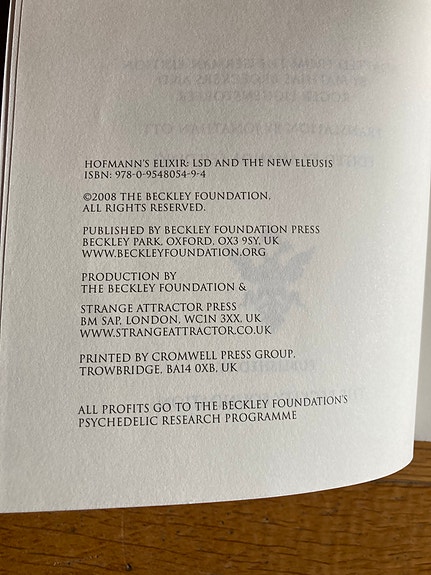 HOFMANN'S ELIXIR: LSD AND THE NEW ELEUSIS
ISBN: 978-0-9548054-9-4
©2008 THE BECKLEY FOUNDATION,
ALL RIGHTS RESERVED.
PUBLISHED BY BECKLEY FOUNDATION PRESS
BECKLEY PARK, OXFORD, OX3 9SY, UK
WWW.BECKLEYFOUNDATION.ORG
PRODUCTION BY
THE BECKLEY FOUNDATION &
STRANGE ATTRACTOR PRESS
BM SAP, LONDON, WC1N 3XX, UK
WWW.STRANGEATTRACTOR.CO.UK
PRINTED BY CROMWELL PRESS GROUP,
TROWBRIDGE, BA14 0XB, UK
ALL PROFITS GO TO THE BECKLEY FOUNDATION'S
PSYCHEDELIC RESEARCH PROGRAMME